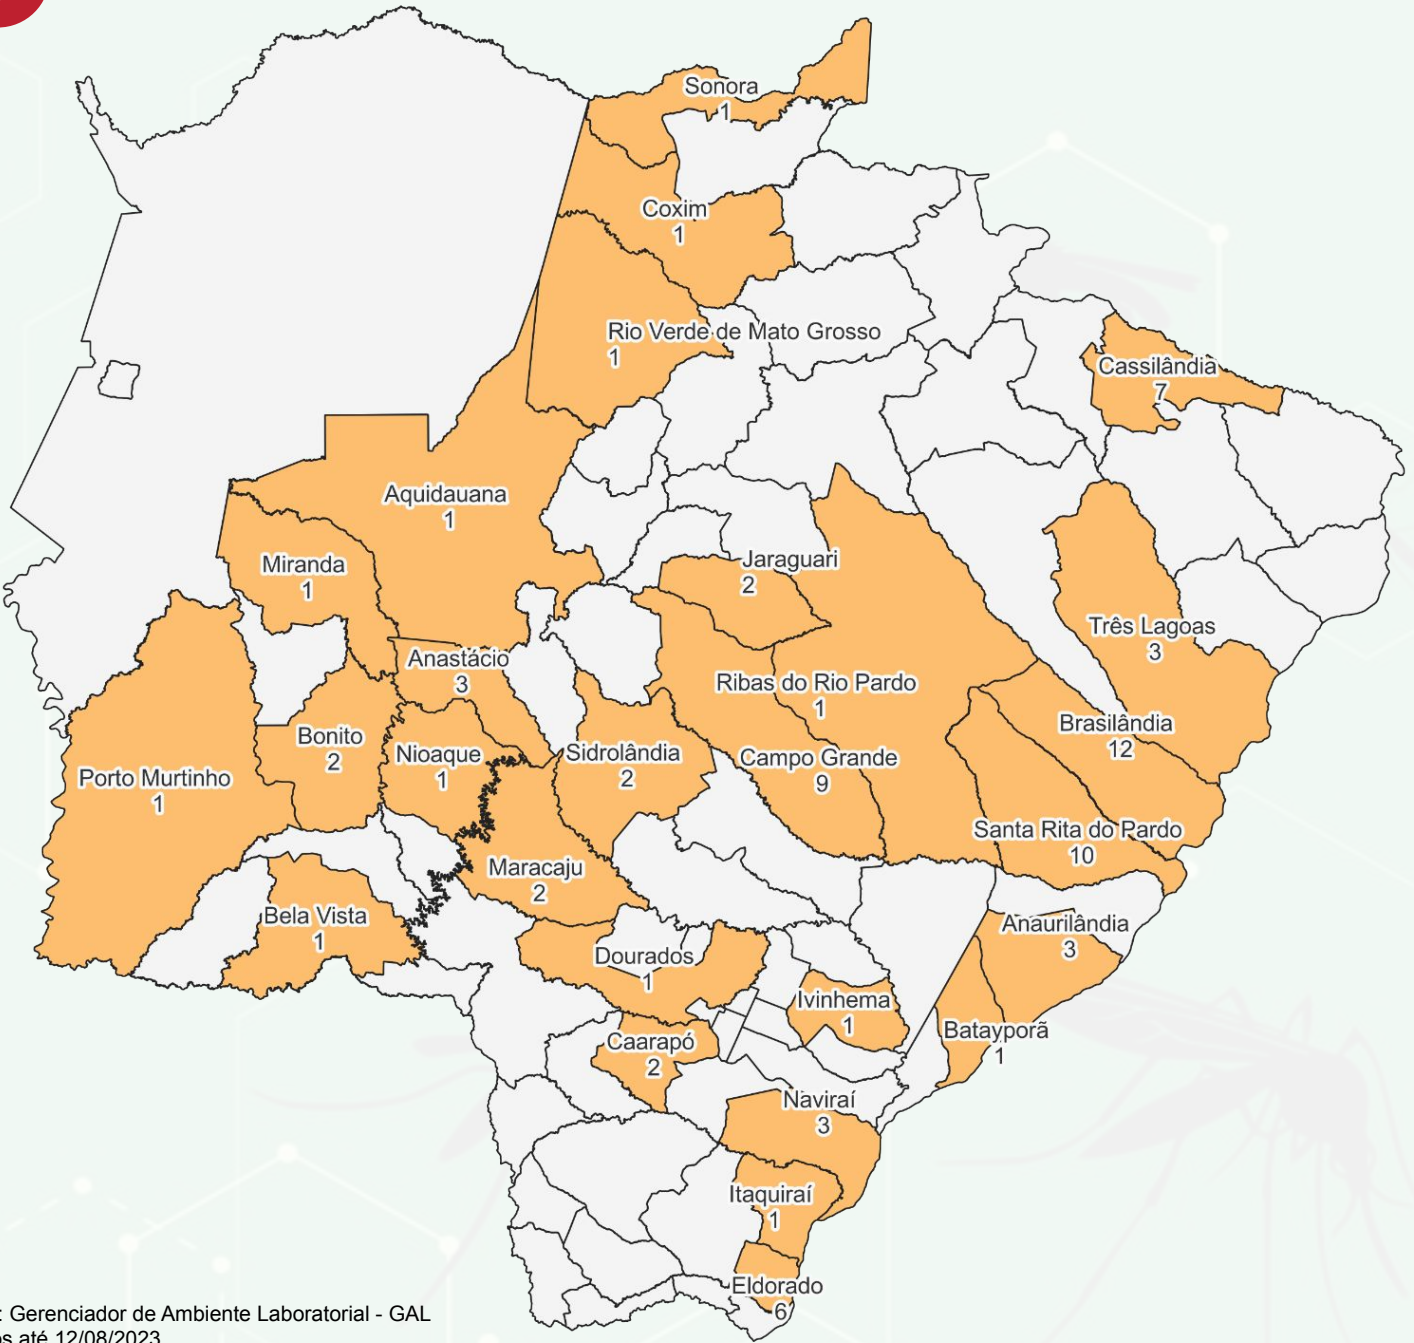 Sonora
1
Coxim
1
Rio Verde de Mato Grosso
1
Cassilândia
7
Aquidauana
1
Miranda
1
Jaraguari
2
Três Lagoas
3
Anastácio
3
Ribas do Rio Pardo
1
Brasilândia
12
Bonito
2
Nioaque
1
Sidrolândia
2
Campo Grande
9
Porto Murtinho
1
Santa Rita do Pardo
10
Maracaju
2
Bela Vista
1
Anaurilândia
3
Dourados
1
Ivinhema
1
Batayporã
1
Caarapó
2
Naviraí
3
Itaquiraí
1
Eldorado
6
: Gerenciador de Ambiente Laboratorial - GAL
os até 12/08/2023